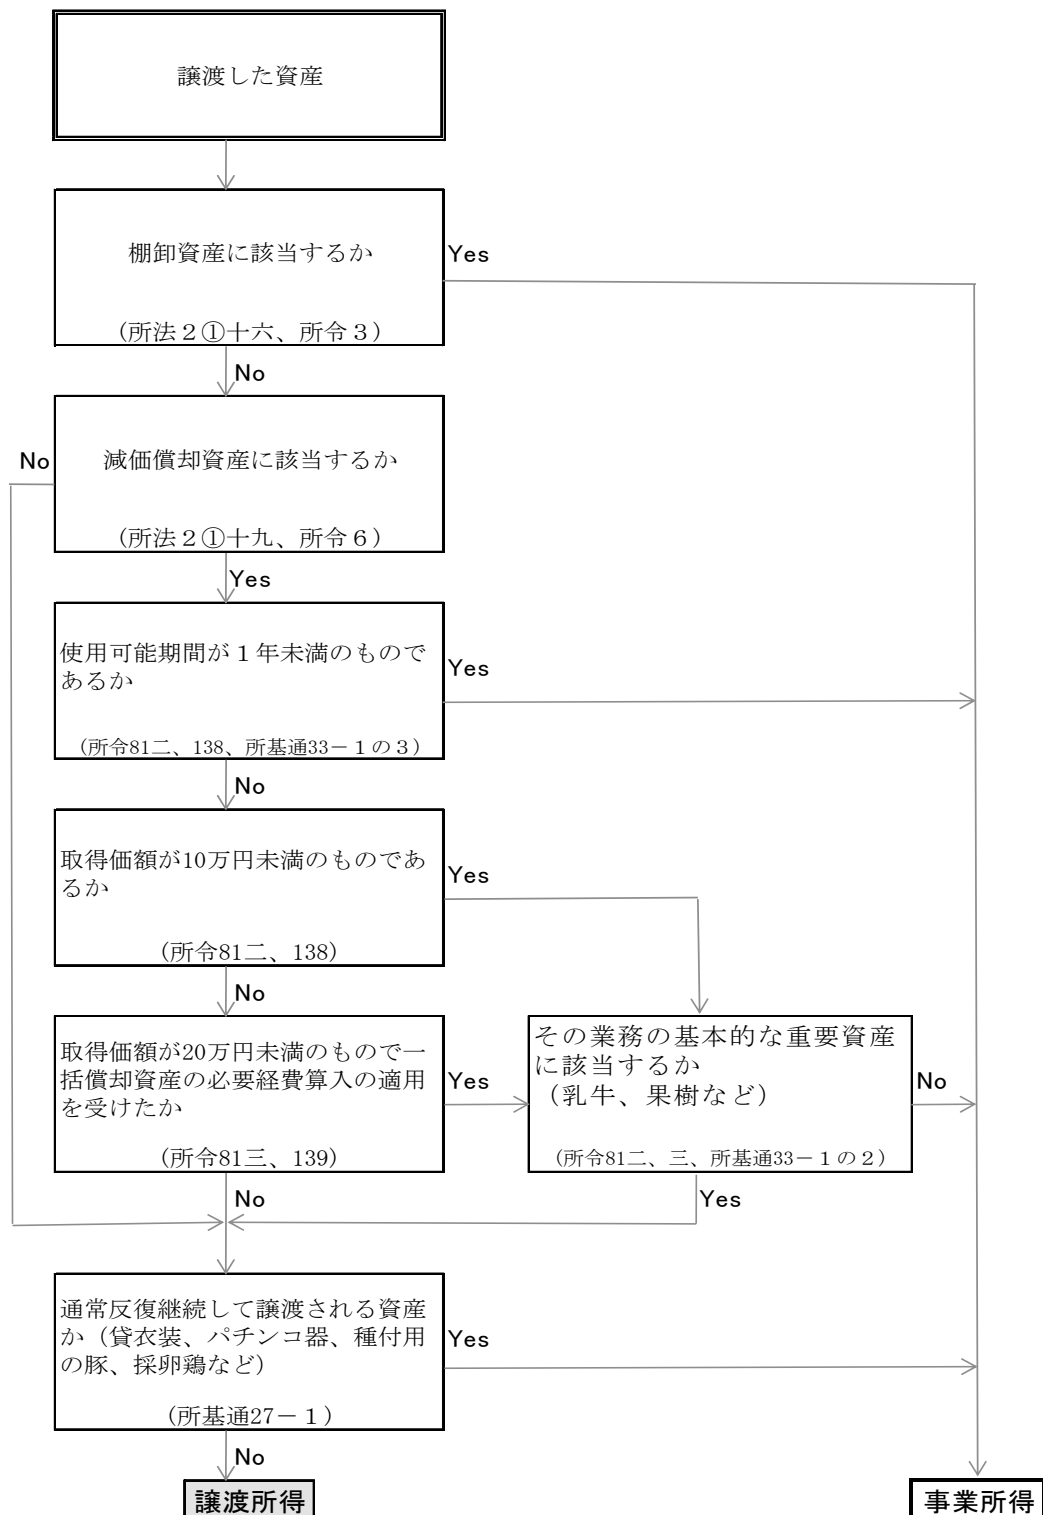 譲渡した資産
棚卸資産に該当するか
Yes
（所法２①十六、所令３）
No
減価償却資産に該当するか
No
（所法２①十九、所令６）
Yes
使用可能期間が１年未満のもので
あるか
Yes
（所令81二、138、所基通33－１の３）
No
取得価額が10万円未満のものであ
るか
Yes
（所令81二、138）
No
取得価額が20万円未満のもので一
括償却資産の必要経費算入の適用
を受けたか
Yes
（所令81三、139）
その業務の基本的な重要資産
に該当するか
（乳牛、果樹など）
No
（所令81二、三、所基通33－１の２）
No
Yes
通常反復継続して譲渡される資産
か（貸衣装、パチンコ器、種付用
の豚、採卵鶏など）
Yes
（所基通27－１）
No
譲渡所得
事業所得